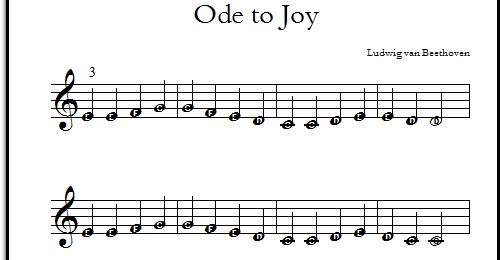 Ode to Joy
Ludwig van Beethoven
3
E E F G G F E D C C D E E D D
E E F G G F E D C C D E D C C